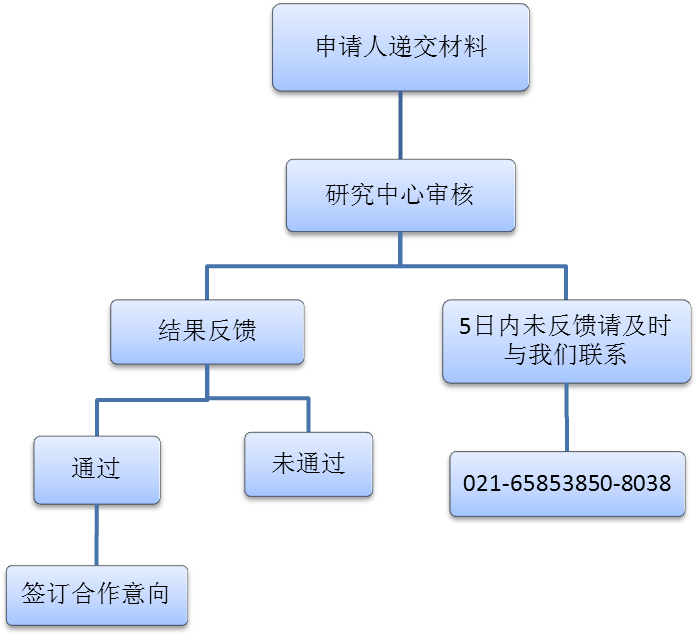 申请人递交材料
研究中心审核
结果反馈
5日内未反馈请及时
与我们联系
通过
未通过
021-65853850-8038
签订合作意向